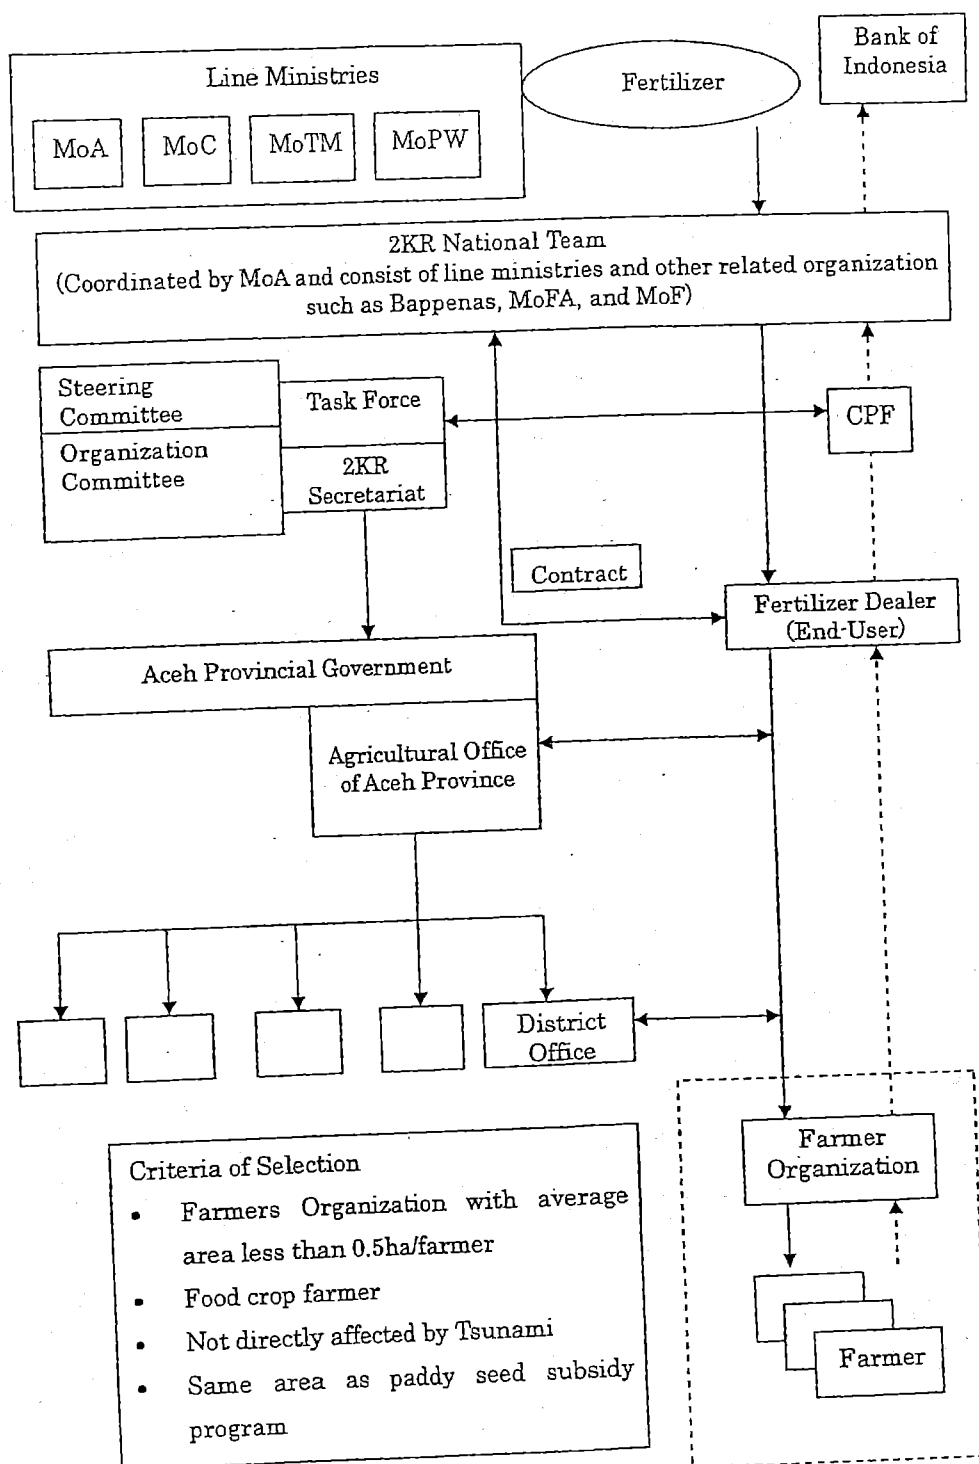 Line Ministries
MoA
MoC
MoTM
MoPW
Fertilizer
Bank of
Indonesia
2KR National Team
(Coordinated by MoA and consist of line ministries and other related organization
such as Bappenas, MoFA, and MoF)
Steering
Committee
Organization
Committee
Task Force
2KR
Secretariat
CPF
Contract
Fertilizer Dealer
(End-User)
Aceh Provincial Government
Agricultural Office
of Aceh Province
District
Office
Farmer
Organization
Farmer
Criteria of Selection
• Farmers Organization with average
area less than 0.5ha/farmer
• Food crop farmer
• Not directly affected by Tsunami
• Same area as paddy seed subsidy
program